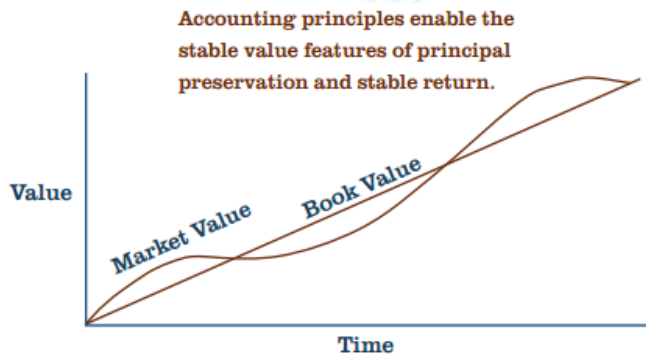 Accounting principles enable the
stable value features of principal
preservation and stable return.
Value
Market Value
Book Value
Time